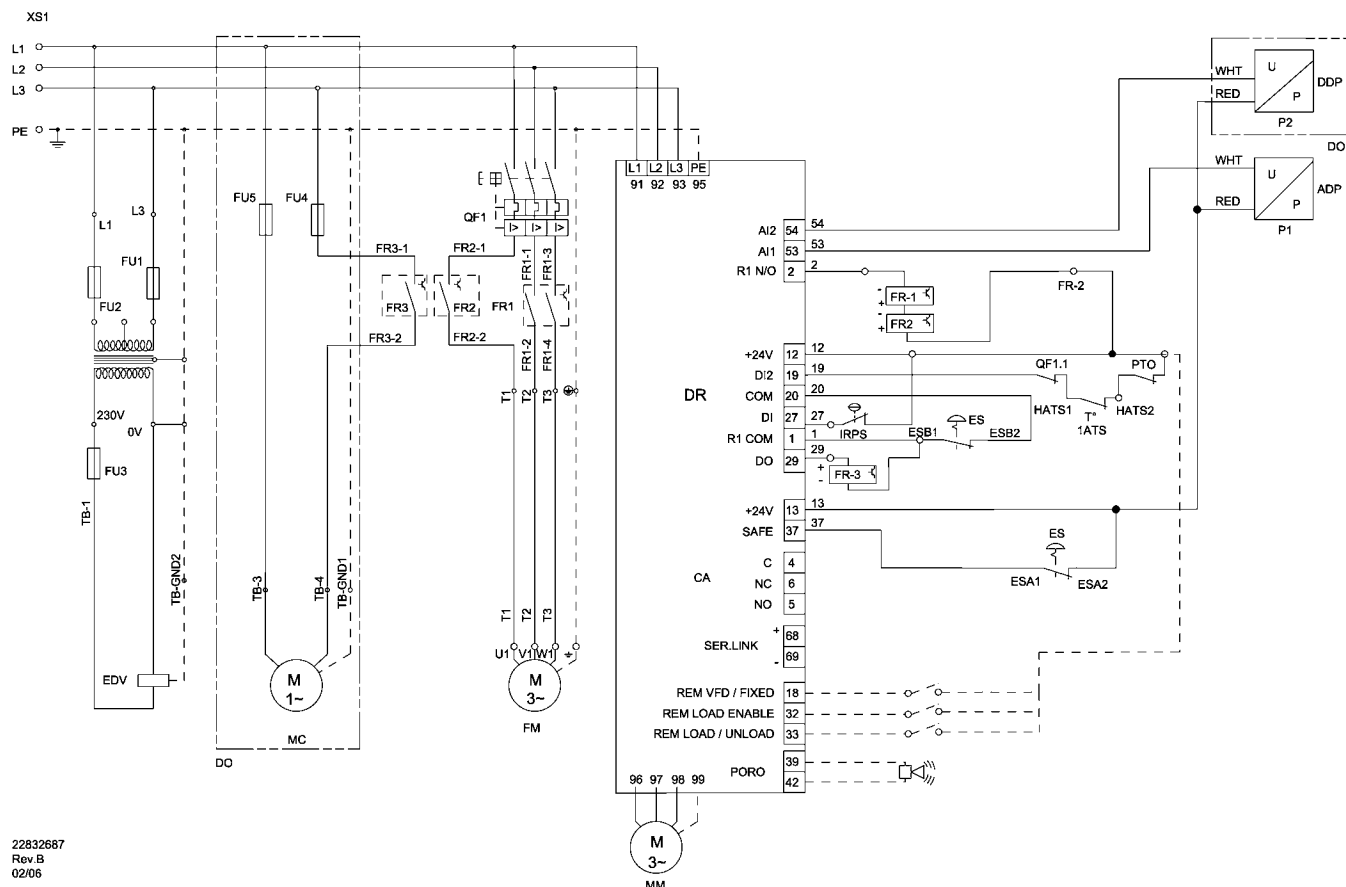 XS1
L1
L2
L3
PE
L1
L3
FU1
FU2
230V
0V
FU3
TB-1
TB-GND2
EDV
FU5
FU4
TB-3
TB-4
TB-GND1
M
1~
MC
DO
FR3-1
FR2-1
FR3
FR2
FR3-2
FR2-2
QF1
I>
I>
I>
FR1-1
FR1-3
FR1
FR1-2
FR1-4
T1
T2
T3
T1
T2
T3
U1
V1
W1
M
3~
FM
L1 L2 L3 PE
91 92 93 95
DR
CA
AI2 54 54
AI1 53 53
R1 N/O 2 2
+24V 12 12
DI2 19 19
COM 20 20
DI 27 27
R1 COM 1 1
DO 29 29
+24V 13 13
SAFE 37 37
C 4
NC 6
NO 5
+ 68
SER.LINK
- 69
REM VFD / FIXED 18
REM LOAD ENABLE 32
REM LOAD / UNLOAD 33
PORO
39
42
96 97 98 99
M
3~
MM
WHT
RED
U
P
DDP
P2
DO
WHT
RED
U
P
ADP
P1
-
+
FR-1
-
+
FR2
FR-2
QF1.1
PTO
HATS1
T°
1ATS
HATS2
IRPS
ESB1
ES
ESB2
+
-
FR-3
ES
ESA1
ESA2
22832687
Rev.B
02/06